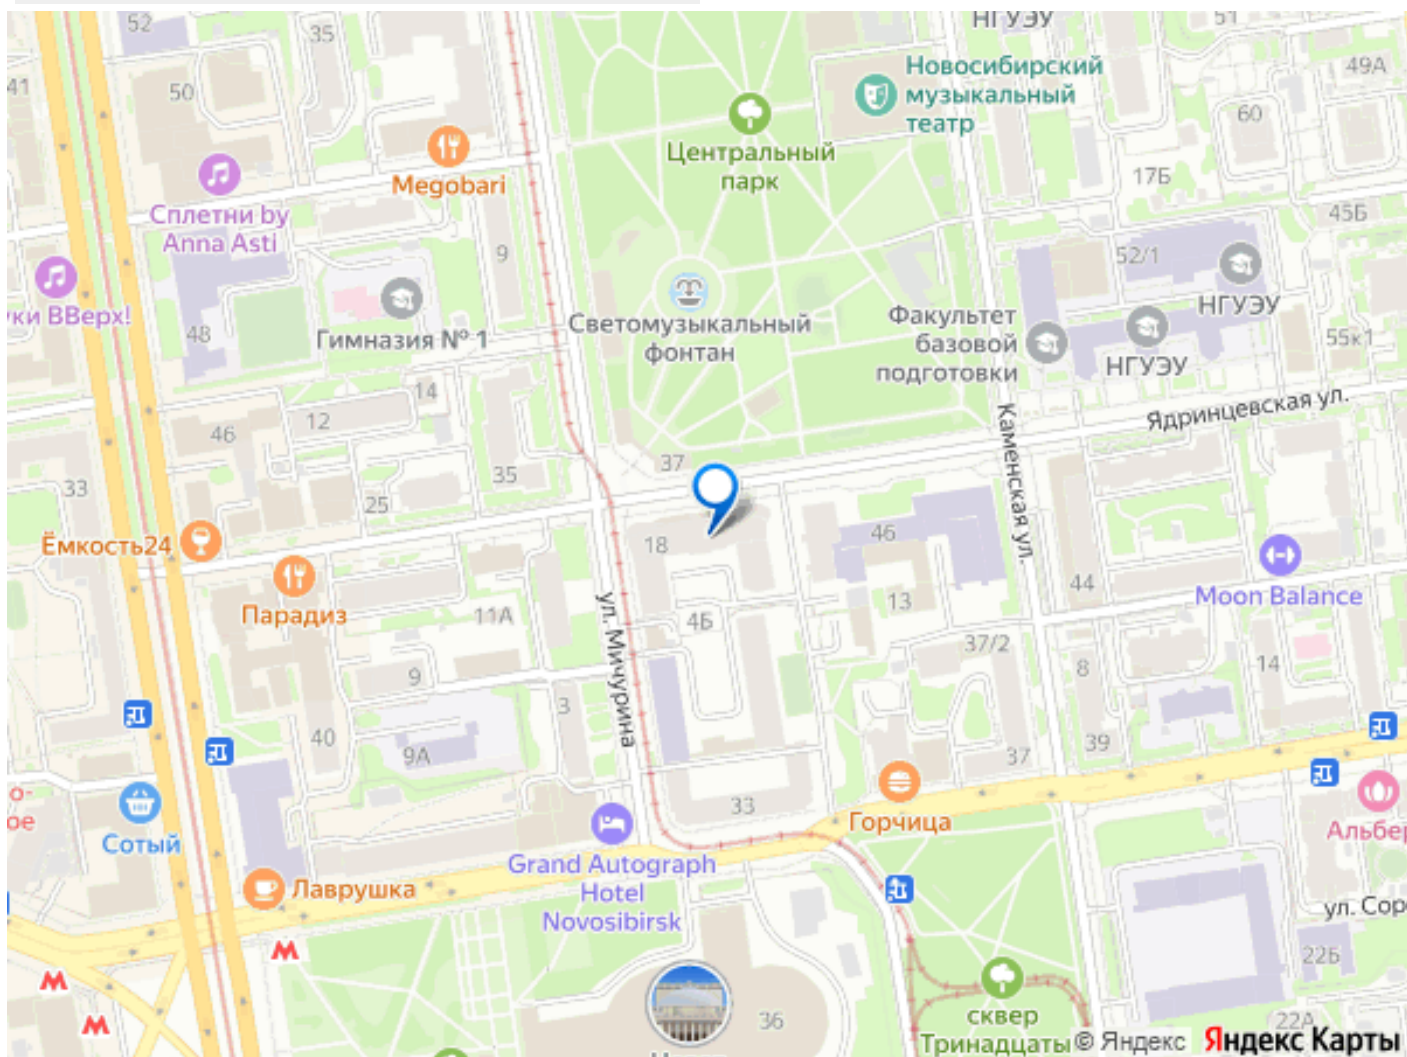 52
35
НГУЭУ
51
41
50
Новосибирский
музыкальный
театр
49А
60
Центральный
парк
Megobari
17Б
Сплетни by
Anna Asti
45Б
9
52/1
НГУЭУ
ки ВВерх!
48
Гимназия № 1
Светомузыкальный
фонтан
Факультет
базовой
подготовки
НГУЭУ
55к1
14
12
46
Ядринцевская ул.
Каменская ул.
37
35
33
25
Ёмкость24
18
46
44
Moon Balance
Парадиз
11А
13
4Б
ул. Мичурина
37/2
8
14
9
3
40
9А
37
39
Сотый
33
Горчица
Альбер
Grand Autograph
Hotel
Novosibirsk
Лаврушка
ул. Сор
22Б
36
сквер
Тринадцаты
22А
© Яндекс
Яндекс Карты